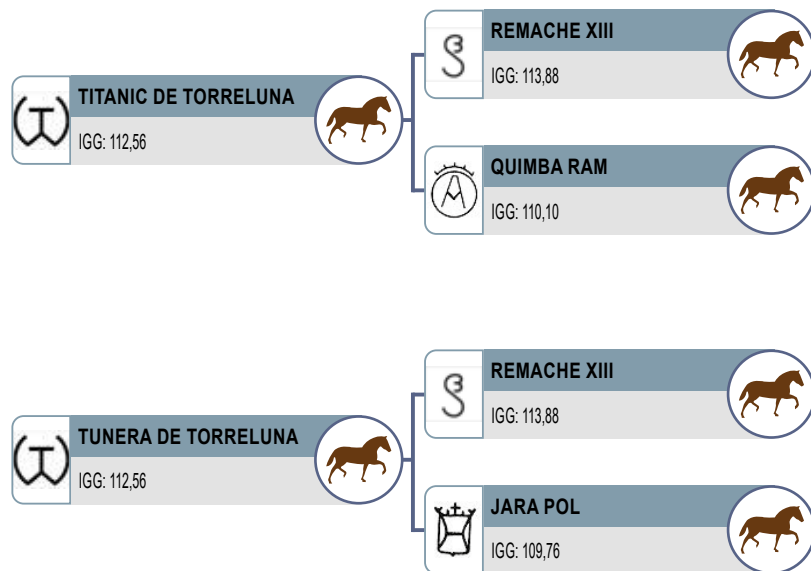 REMACHE XIII
IGG: 113,88
TITANIC DE TORRELUNA
IGG: 112,56
QUIMBA RAM
IGG: 110,10
REMACHE XIII
IGG: 113,88
TUNERA DE TORRELUNA
IGG: 112,56
JARA POL
IGG: 109,76